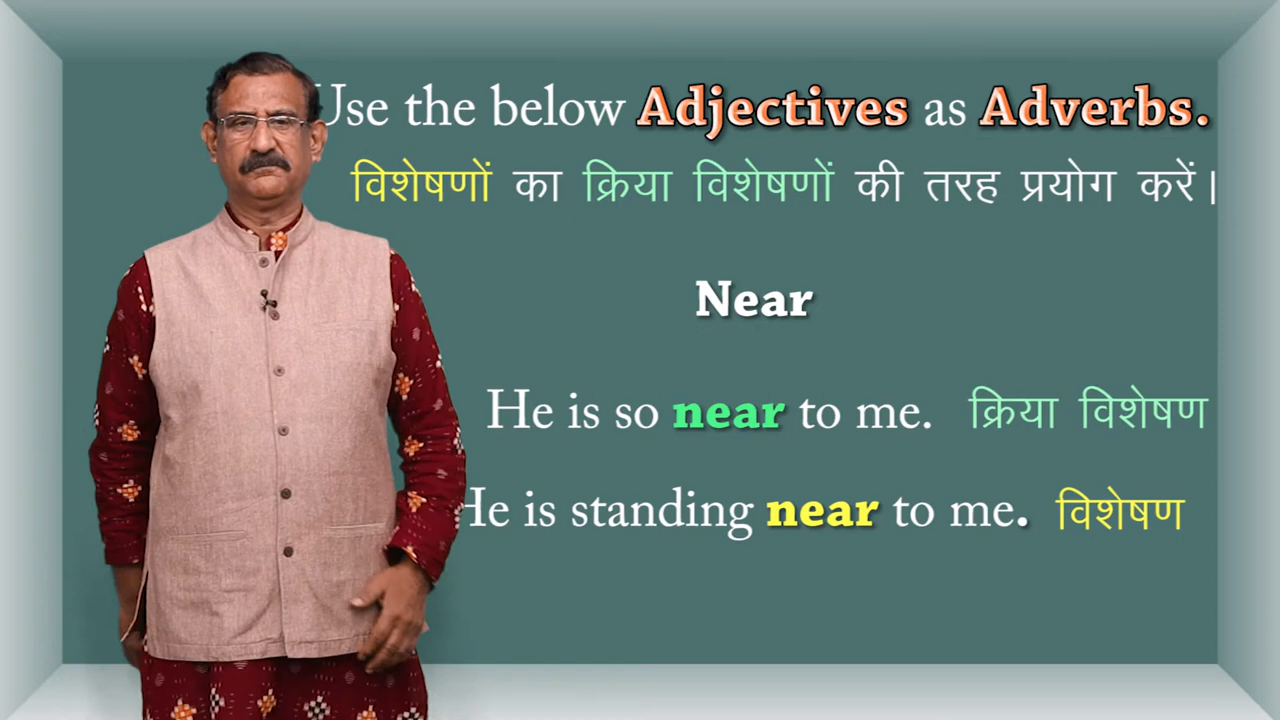 Use the below Adjectives as Adverbs.
विशेषणों का क्रिया विशेषणों की तरह प्रयोग करें।
Near
He is so near to me. क्रिया विशेषण
He is standing near to me. विशेषण